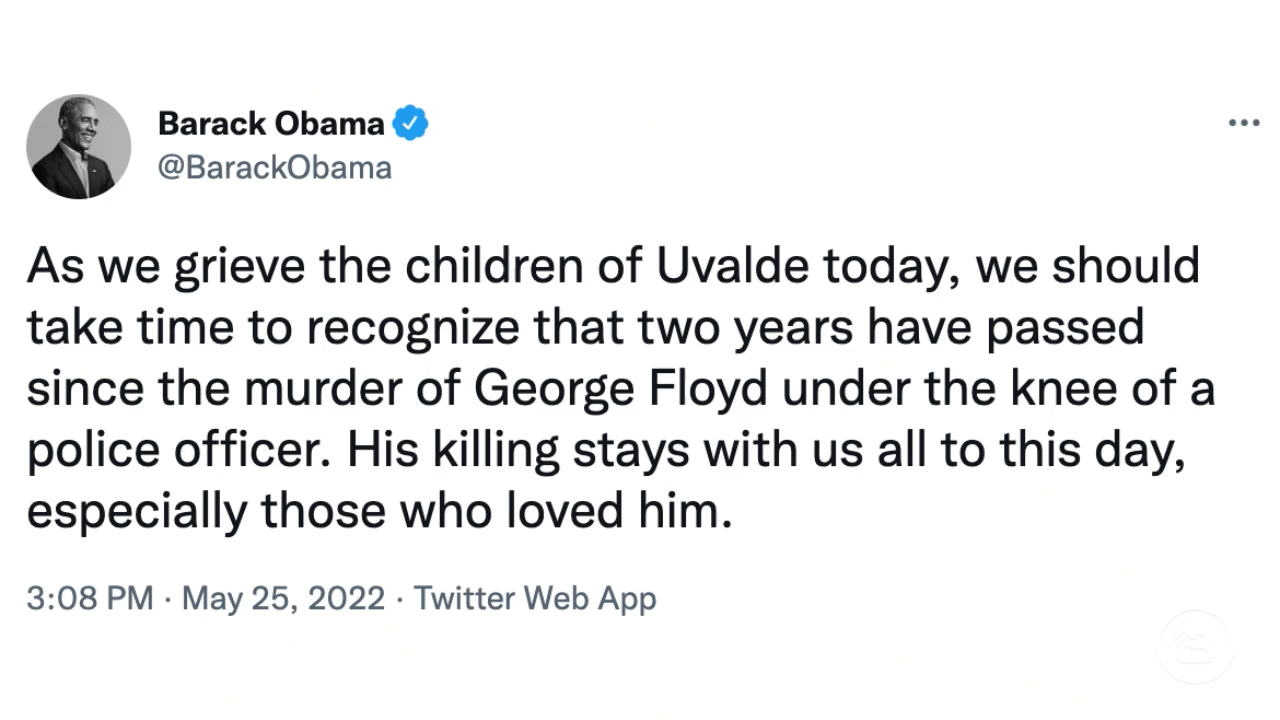 Barack Obama
@BarackObama
As we grieve the children of Uvalde today, we should
take time to recognize that two years have passed
since the murder of George Floyd under the knee of a
police officer. His killing stays with us all to this day,
especially those who loved him.
3:08 PM · May 25, 2022 · Twitter Web App